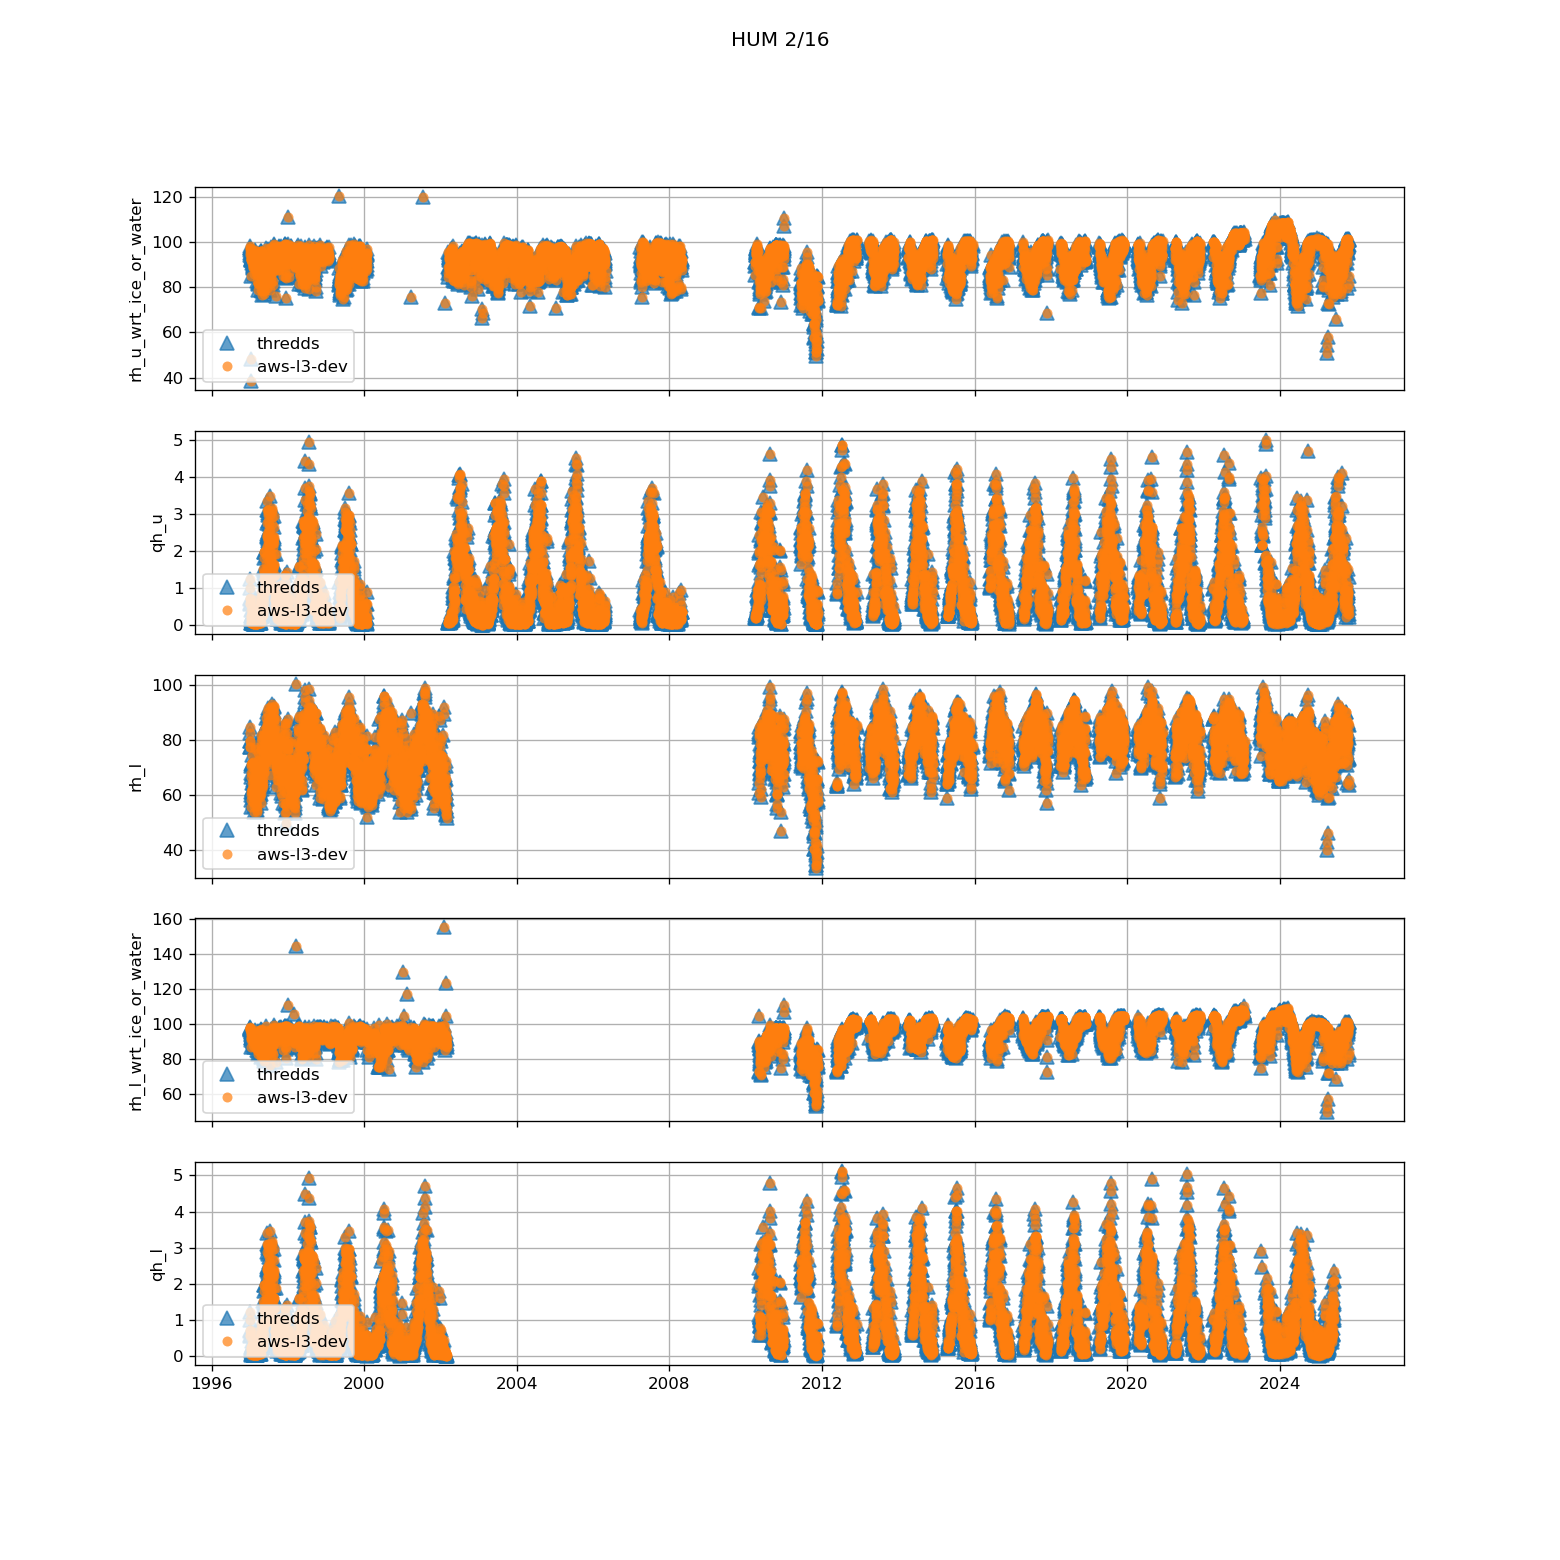 HUM 2/16
rh_u_wrt_ice_or_water
120
100
80
60
40
thredds
aws-l3-dev
qh_u
5
4
3
2
1
0
thredds
aws-l3-dev
rh_l
100
80
60
40
thredds
aws-l3-dev
rh_l_wrt_ice_or_water
160
140
120
100
80
60
thredds
aws-l3-dev
qh_l
5
4
3
2
1
0
thredds
aws-l3-dev
1996 2000 2004 2008 2012 2016 2020 2024